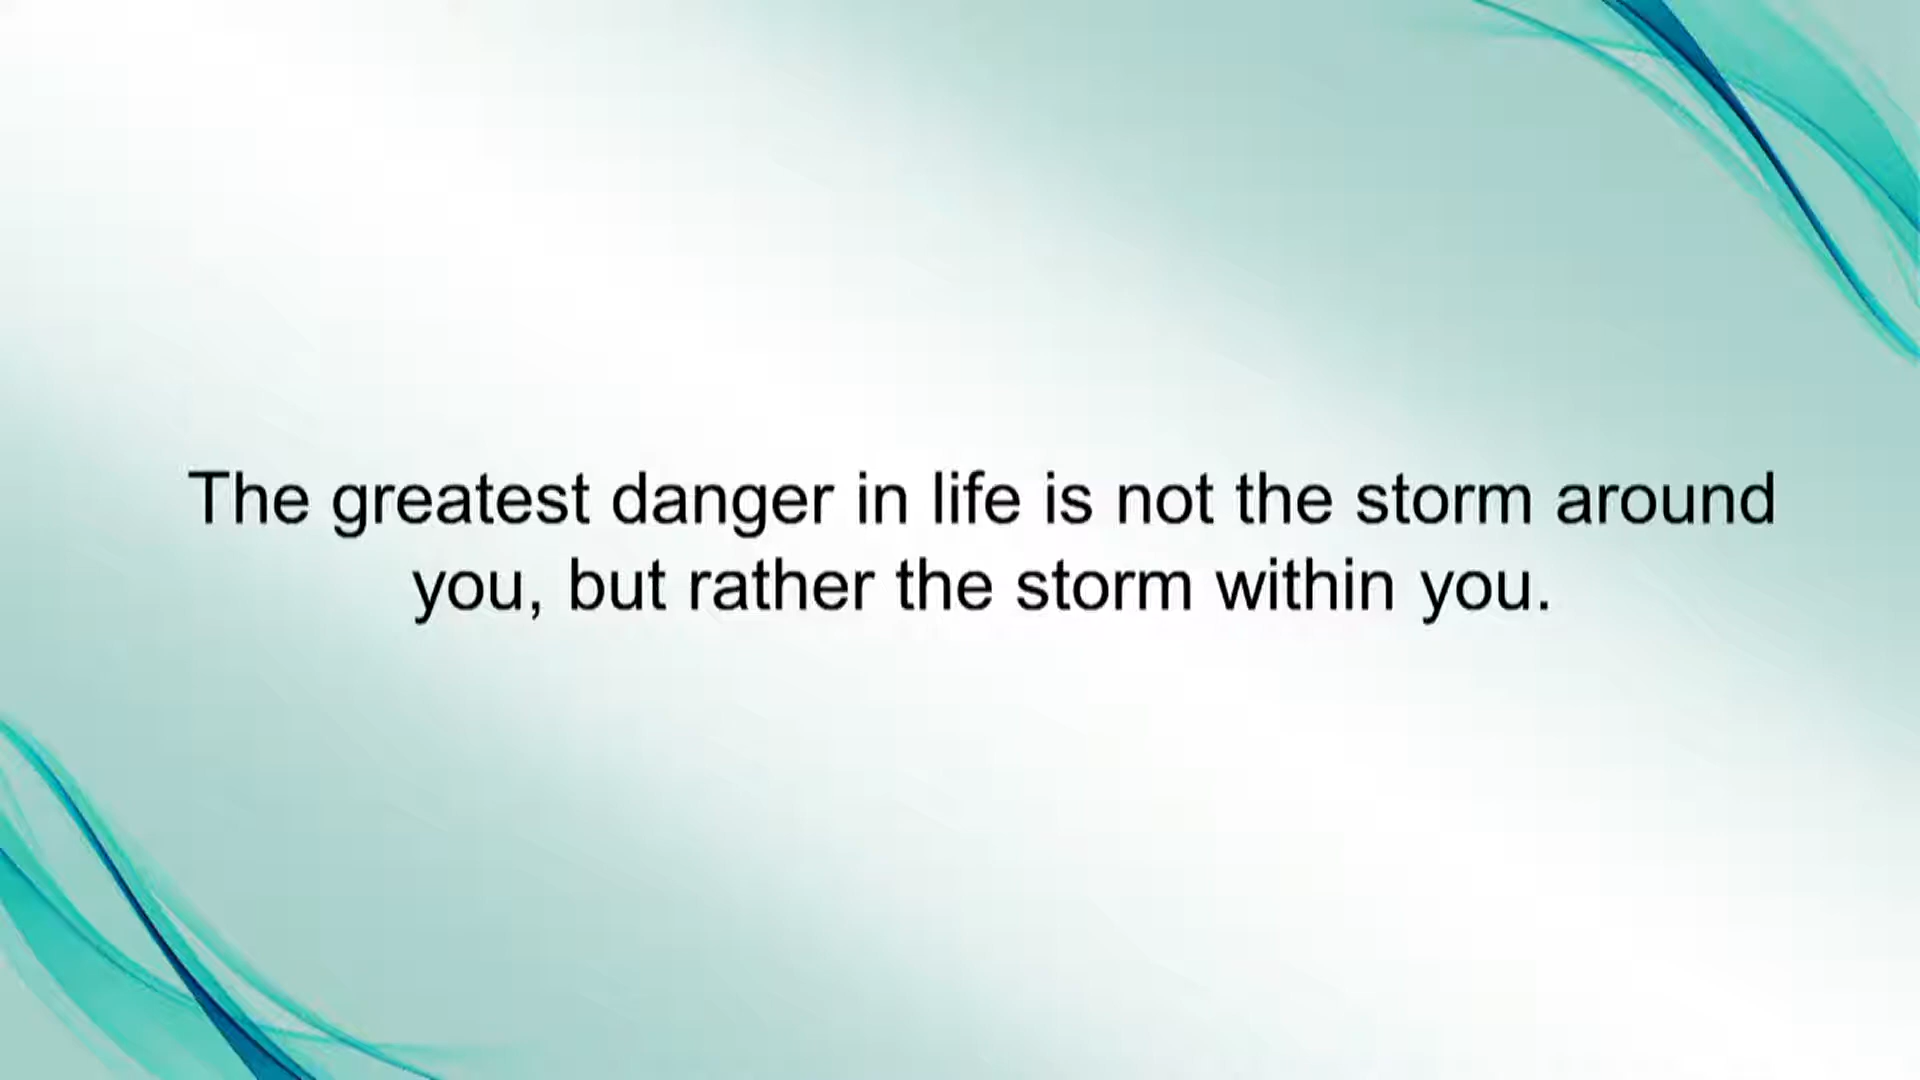 The greatest danger in life is not the storm around
you, but rather the storm within you.